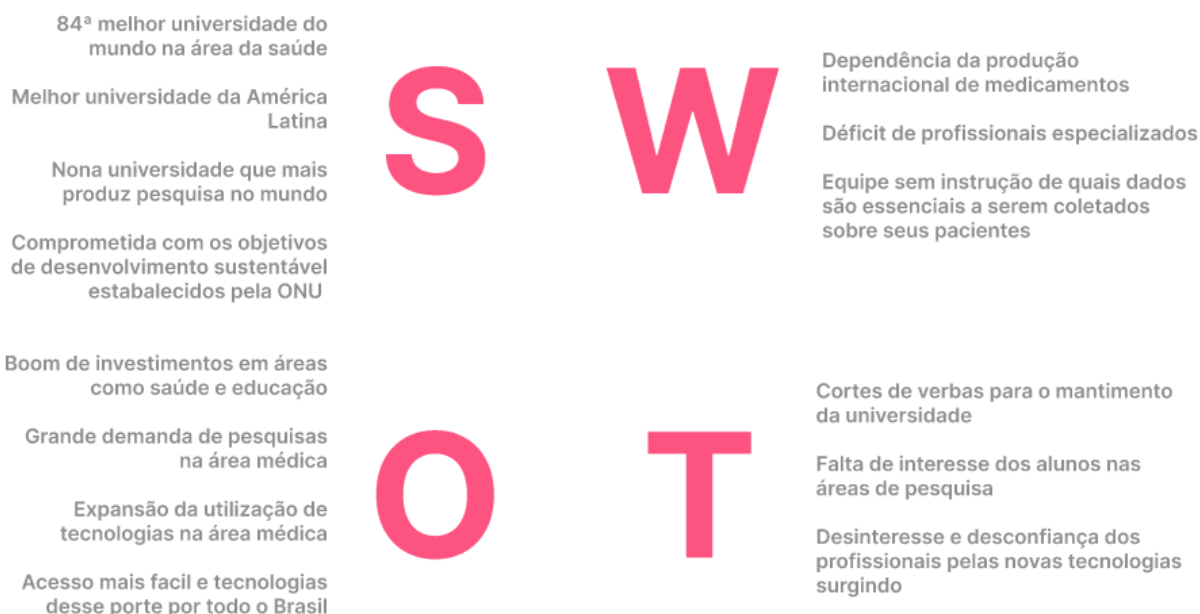 84ª melhor universidade do
mundo na área da saúde
Melhor universidade da América
Latina
Nona universidade que mais
produz pesquisa no mundo
Comprometida com os objetivos
de desenvolvimento sustentável
estabalecidos pela ONU
S
W
Dependência da produção
internacional de medicamentos
Déficit de profissionais especializados
Equipe sem instrução de quais dados
são essenciais a serem coletados
sobre seus pacientes
Boom de investimentos em áreas
como saúde e educação
Grande demanda de pesquisas
na área médica
Expansão da utilização de
tecnologias na área médica
Acesso mais facil e tecnologias
desse porte por todo o Brasil
O
T
Cortes de verbas para o mantimento
da universidade
Falta de interesse dos alunos nas
áreas de pesquisa
Desinteresse e desconfiança dos
profissionais pelas novas tecnologias
surgindo